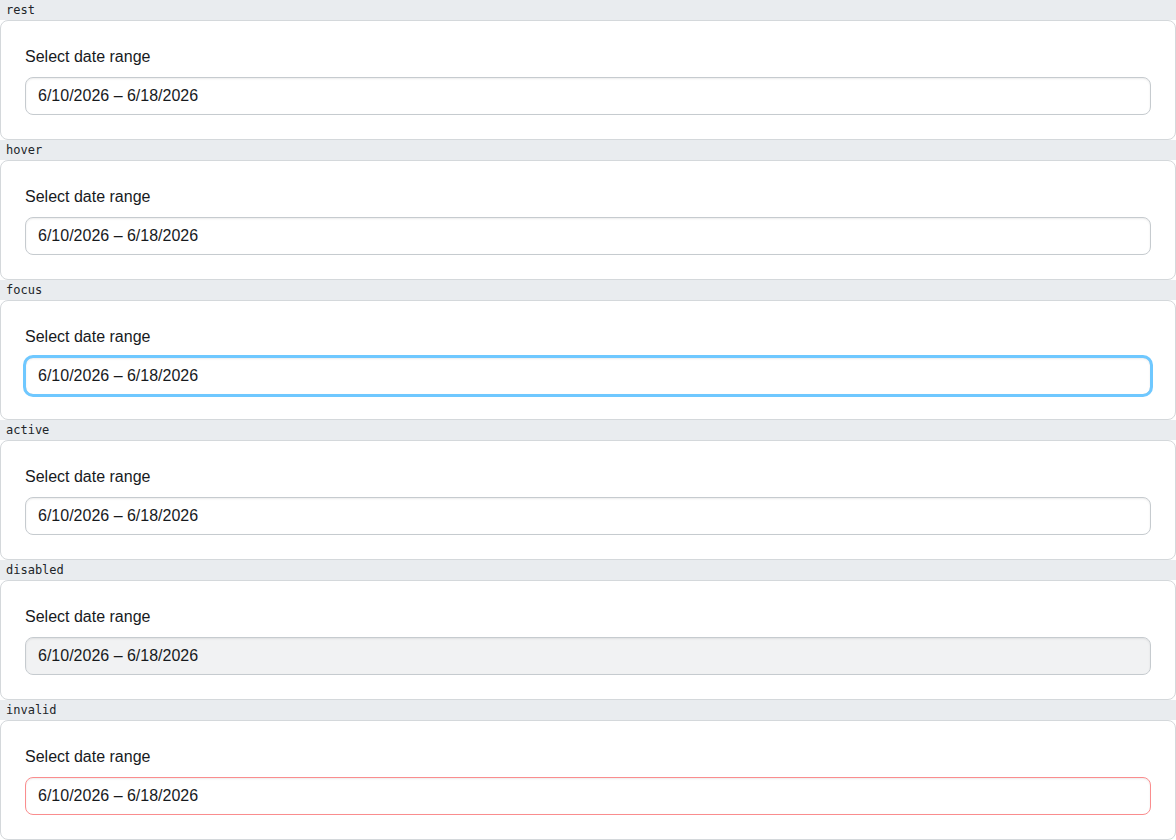 rest
Select date range
6/10/2026 – 6/18/2026
hover
Select date range
6/10/2026 – 6/18/2026
focus
Select date range
6/10/2026 – 6/18/2026
active
Select date range
6/10/2026 – 6/18/2026
disabled
Select date range
6/10/2026 – 6/18/2026
invalid
Select date range
6/10/2026 – 6/18/2026